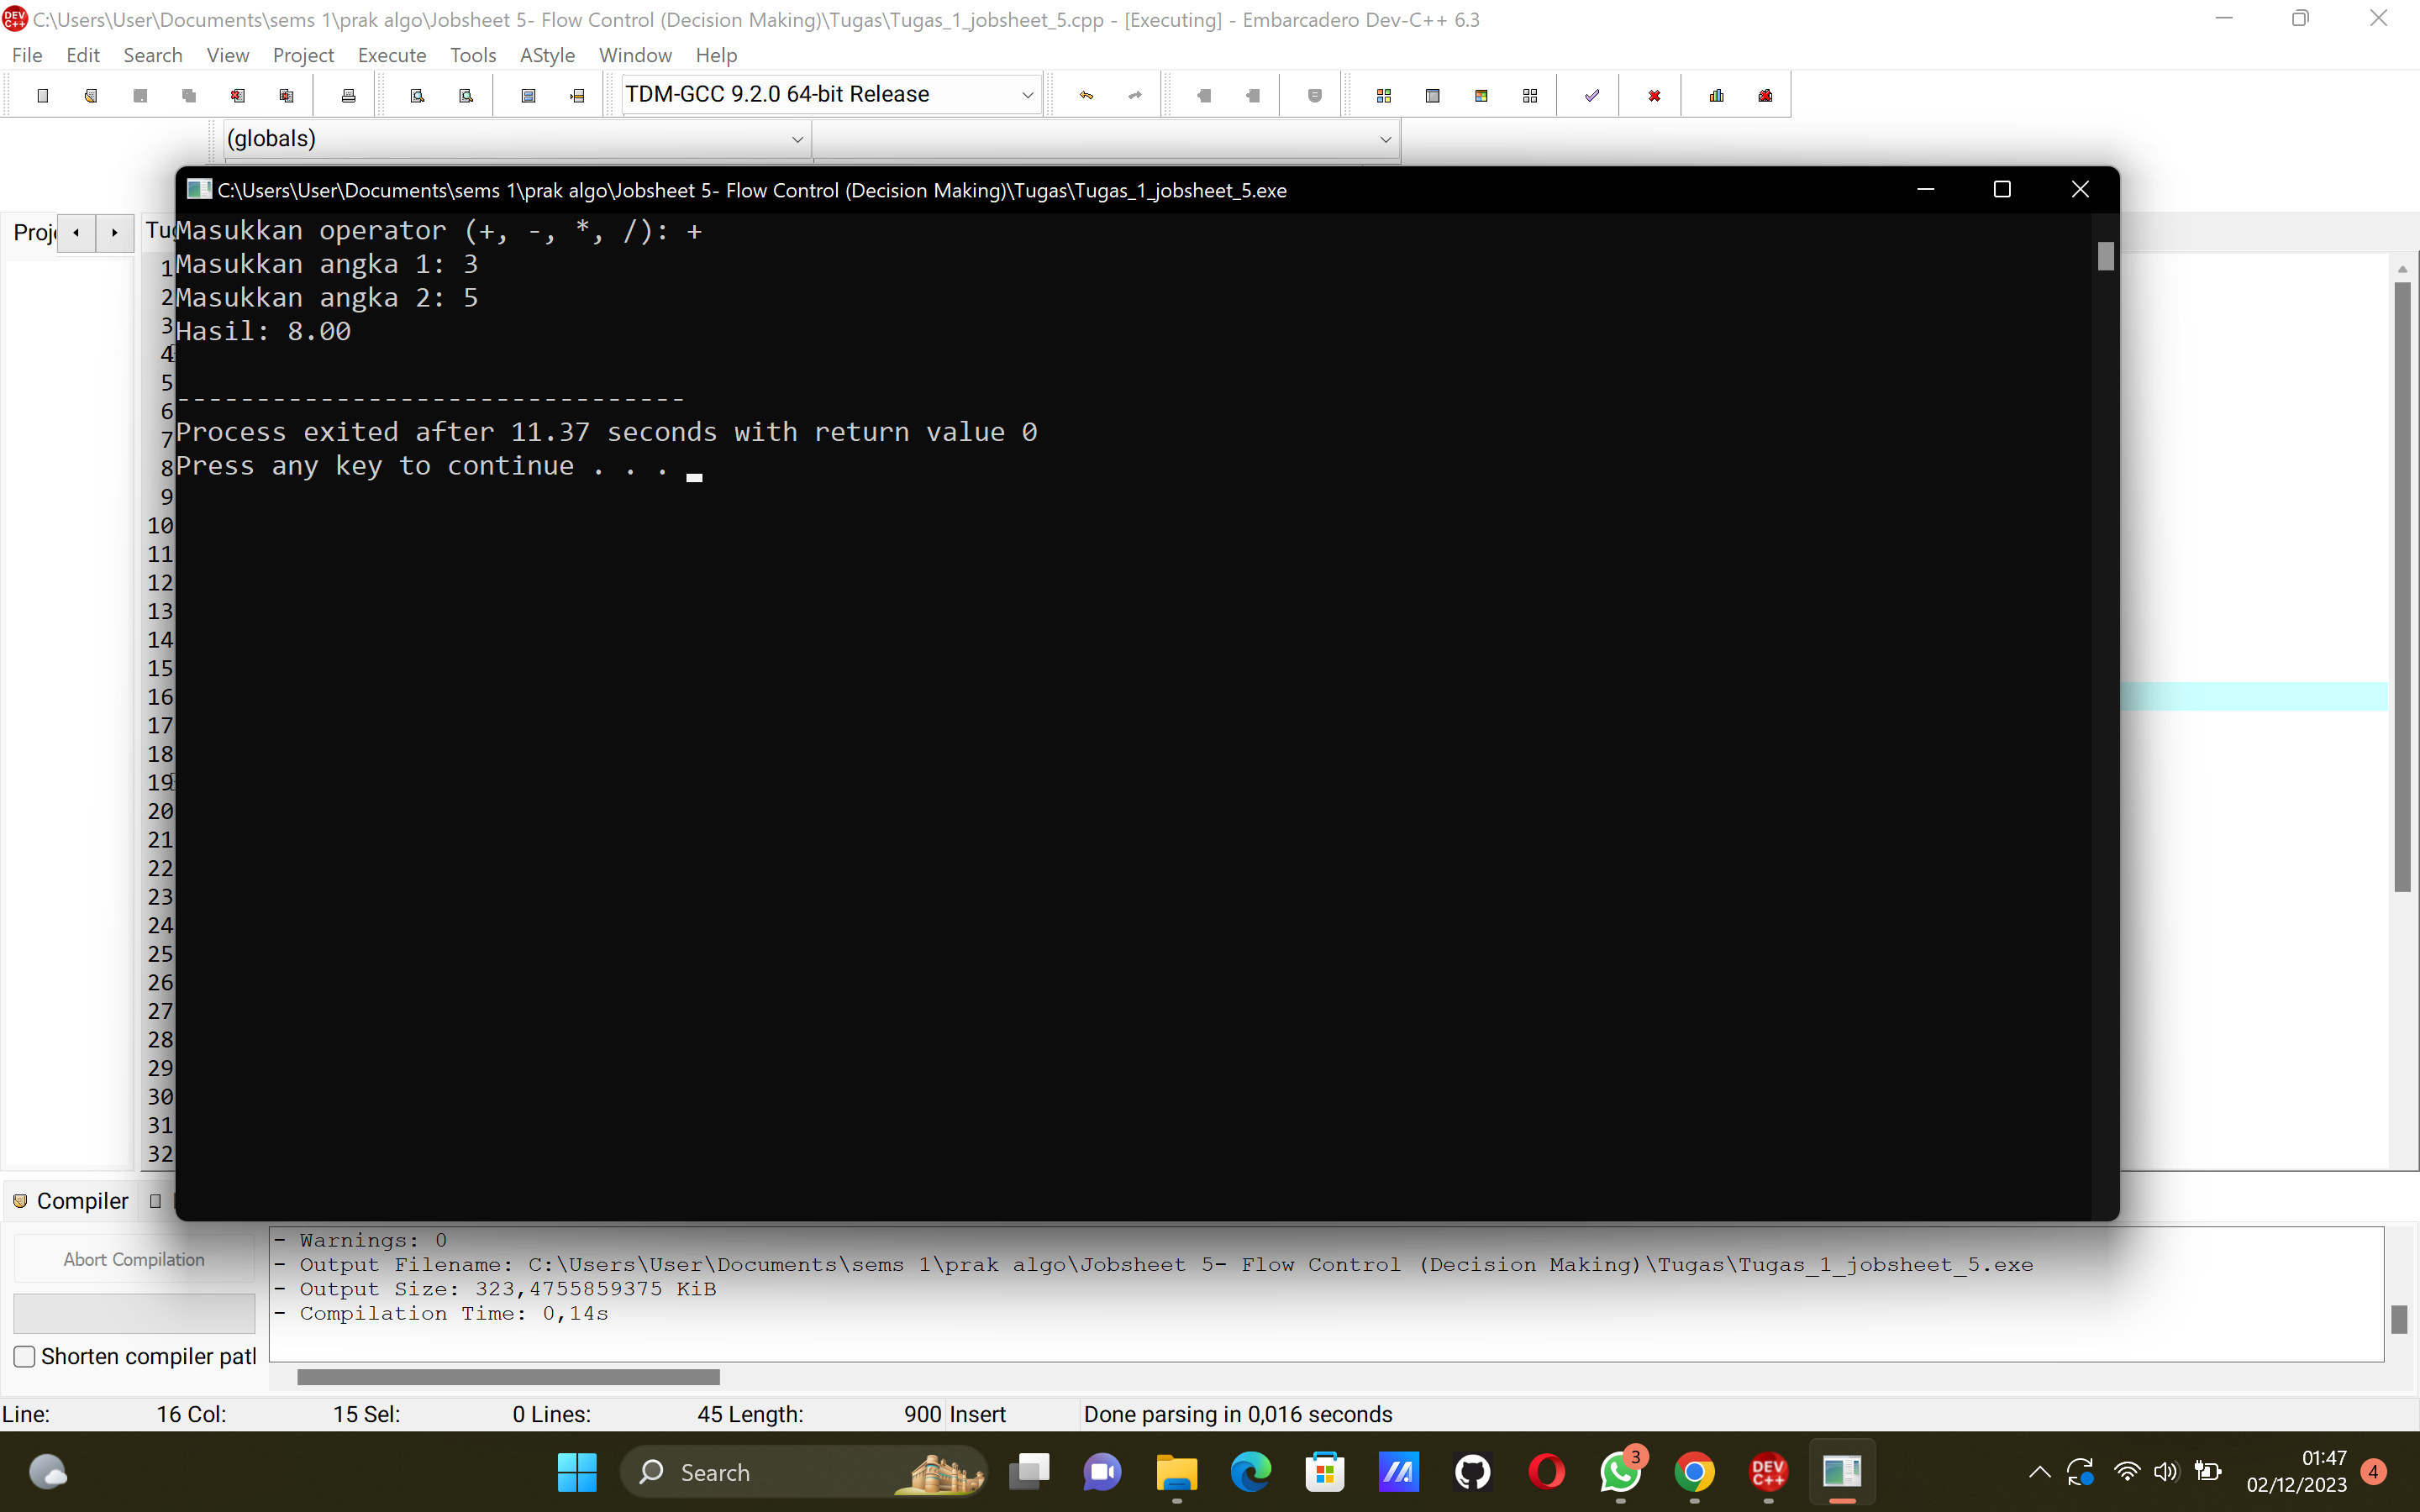 C:\Users\User\Documents\sems 1\prak algo\Jobsheet 5- Flow Control (Decision Making)\Tugas\Tugas_1_jobsheet_5.cpp - [Executing] - Embarcadero Dev-C++ 6.3
File Edit Search View Project Execute Tools AStyle Window Help
TDM-GCC 9.2.0 64-bit Release
(globals)
C:\Users\User\Documents\sems 1\prak algo\Jobsheet 5- Flow Control (Decision Making)\Tugas\Tugas_1_jobsheet_5.exe
Masukkan operator (+, -, *, /): +
Masukkan angka 1: 3
Masukkan angka 2: 5
Hasil: 8.00
--------------------------------
Process exited after 11.37 seconds with return value 0
Press any key to continue . . .
1
2
3
4
5
6
7
8
9
10
11
12
13
14
15
16
17
18
19
20
21
22
23
24
25
26
27
28
29
30
31
32
Compiler
Abort Compilation
Shorten compiler
- Warnings: 0
- Output Filename: C:\Users\User\Documents\sems 1\prak algo\Jobsheet 5- Flow Control (Decision Making)\Tugas\Tugas_1_jobsheet_5.exe
- Output Size: 323,4755859375 KiB
- Compilation Time: 0,14s
Line: 16 Col: 15 Sel: 0 Lines: 45 Length: 900 Insert Done parsing in 0,016 seconds
Search
3
DEV C++
01:47
02/12/2023
4